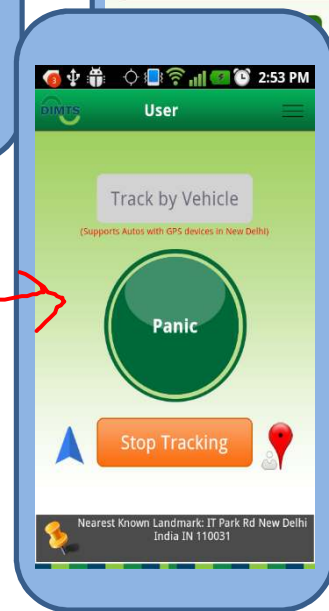 2:53 PM
DIMTS
User
Track by Vehicle
(Supports Autos with GPS devices in New Delhi)
Panic
Stop Tracking
Nearest Known Landmark: IT Park Rd New Delhi
India IN 110031